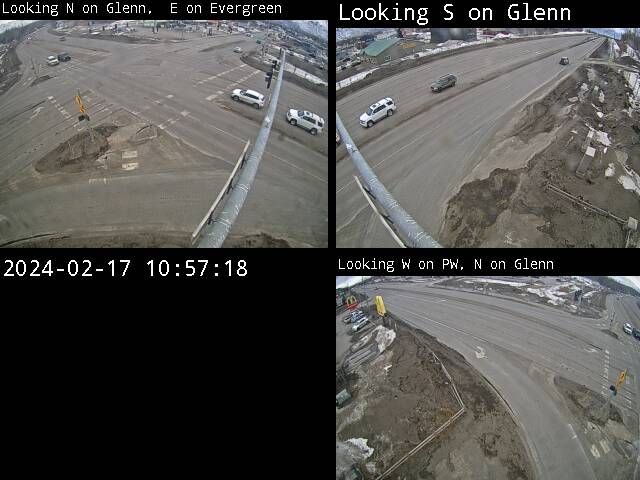 Looking N on Glenn,  E on Evergreen
Looking S on Glenn
2024-02-17 10:57:18
Looking W on PW, N on Glenn